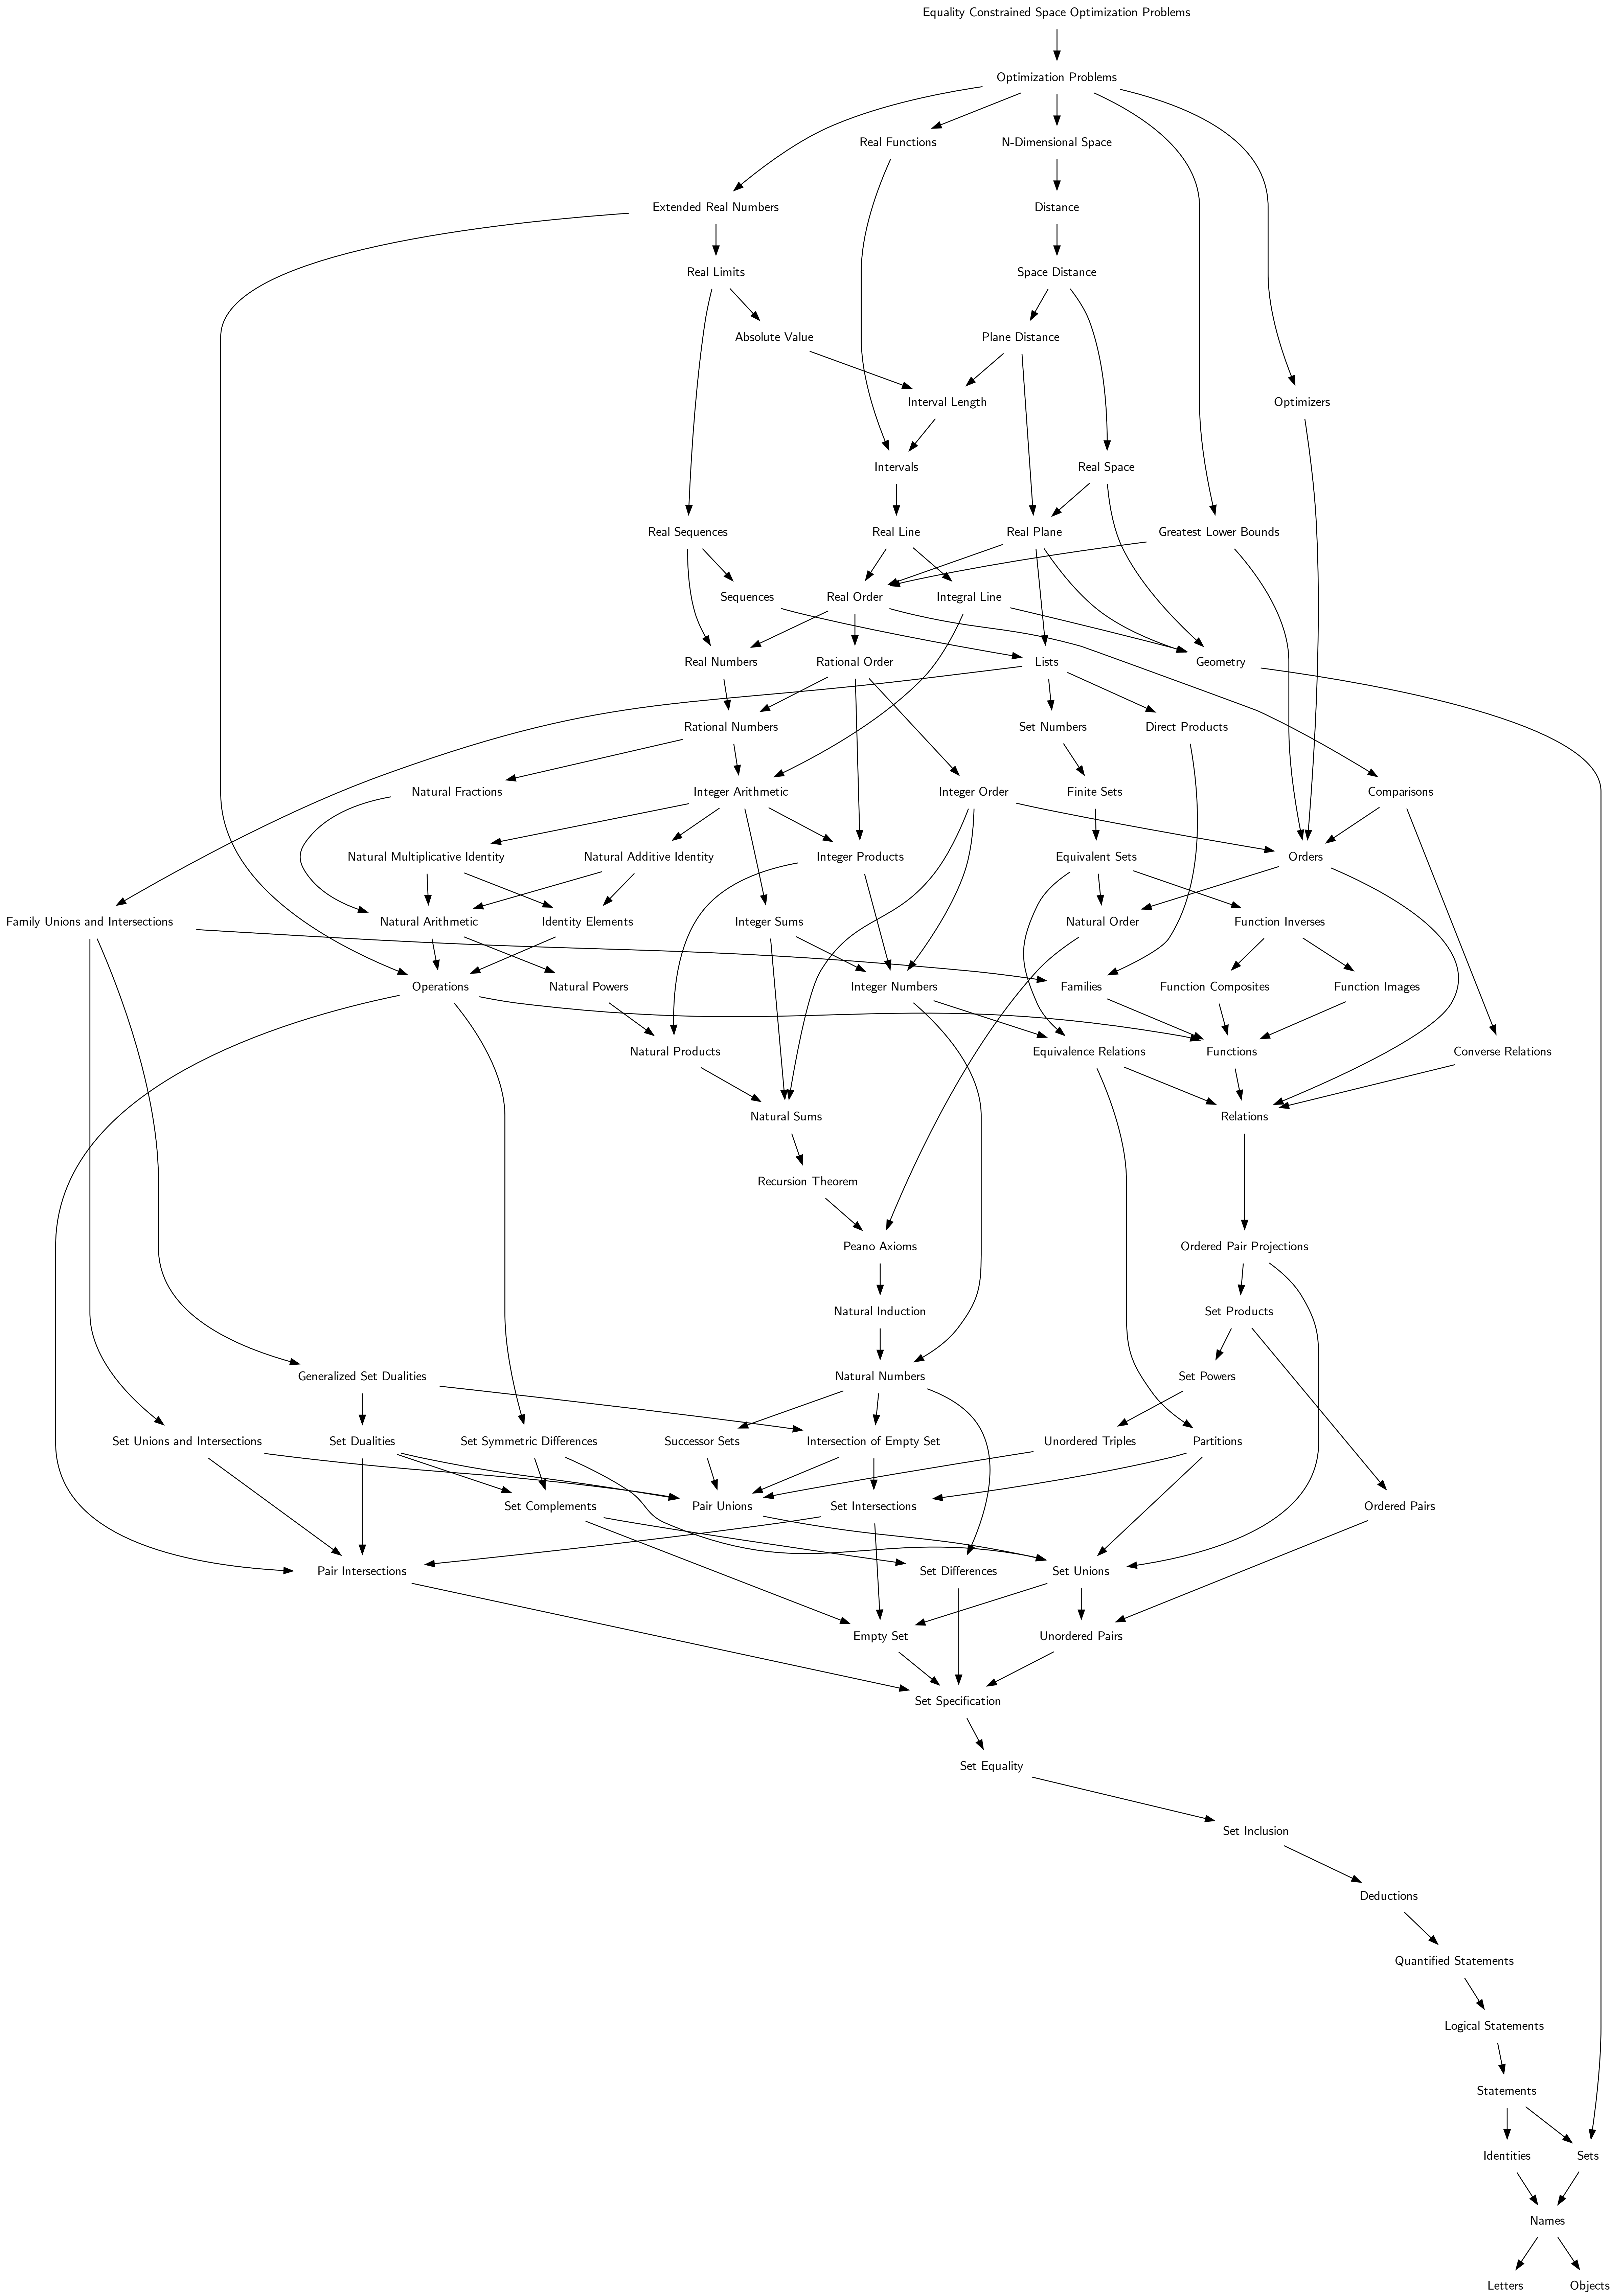 Equality Constrained Space Optimization Problems
Optimization Problems
Real Functions
N-Dimensional Space
Extended Real Numbers
Distance
Real Limits
Space Distance
Absolute Value
Plane Distance
Interval Length
Optimizers
Intervals
Real Space
Real Sequences
Real Line
Real Plane
Greatest Lower Bounds
Sequences
Real Order
Integral Line
Real Numbers
Rational Order
Lists
Geometry
Rational Numbers
Set Numbers
Direct Products
Natural Fractions
Integer Arithmetic
Integer Order
Finite Sets
Comparisons
Natural Multiplicative Identity
Natural Additive Identity
Integer Products
Equivalent Sets
Orders
Family Unions and Intersections
Natural Arithmetic
Identity Elements
Integer Sums
Natural Order
Function Inverses
Operations
Natural Powers
Integer Numbers
Families
Function Composites
Function Images
Natural Products
Equivalence Relations
Functions
Converse Relations
Natural Sums
Relations
Recursion Theorem
Peano Axioms
Ordered Pair Projections
Natural Induction
Set Products
Generalized Set Dualities
Natural Numbers
Set Powers
Set Unions and Intersections
Set Dualities
Set Symmetric Differences
Successor Sets
Intersection of Empty Set
Unordered Triples
Partitions
Set Complements
Pair Unions
Set Intersections
Ordered Pairs
Pair Intersections
Set Differences
Set Unions
Empty Set
Unordered Pairs
Set Specification
Set Equality
Set Inclusion
Deductions
Quantified Statements
Logical Statements
Statements
Identities
Sets
Names
Letters
Objects